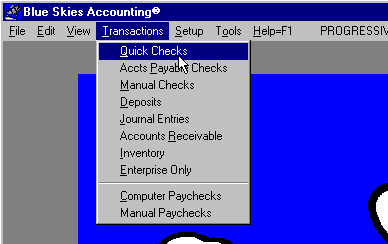 Blue Skies Accounting®
File Edit View Transactions Setup Tools Help=F1 PROGRESSIV
Quick Checks
Accts Payable Checks
Manual Checks
Deposits
Journal Entries
Accounts Receivable
Inventory
Enterprise Only
Computer Paychecks
Manual Paychecks